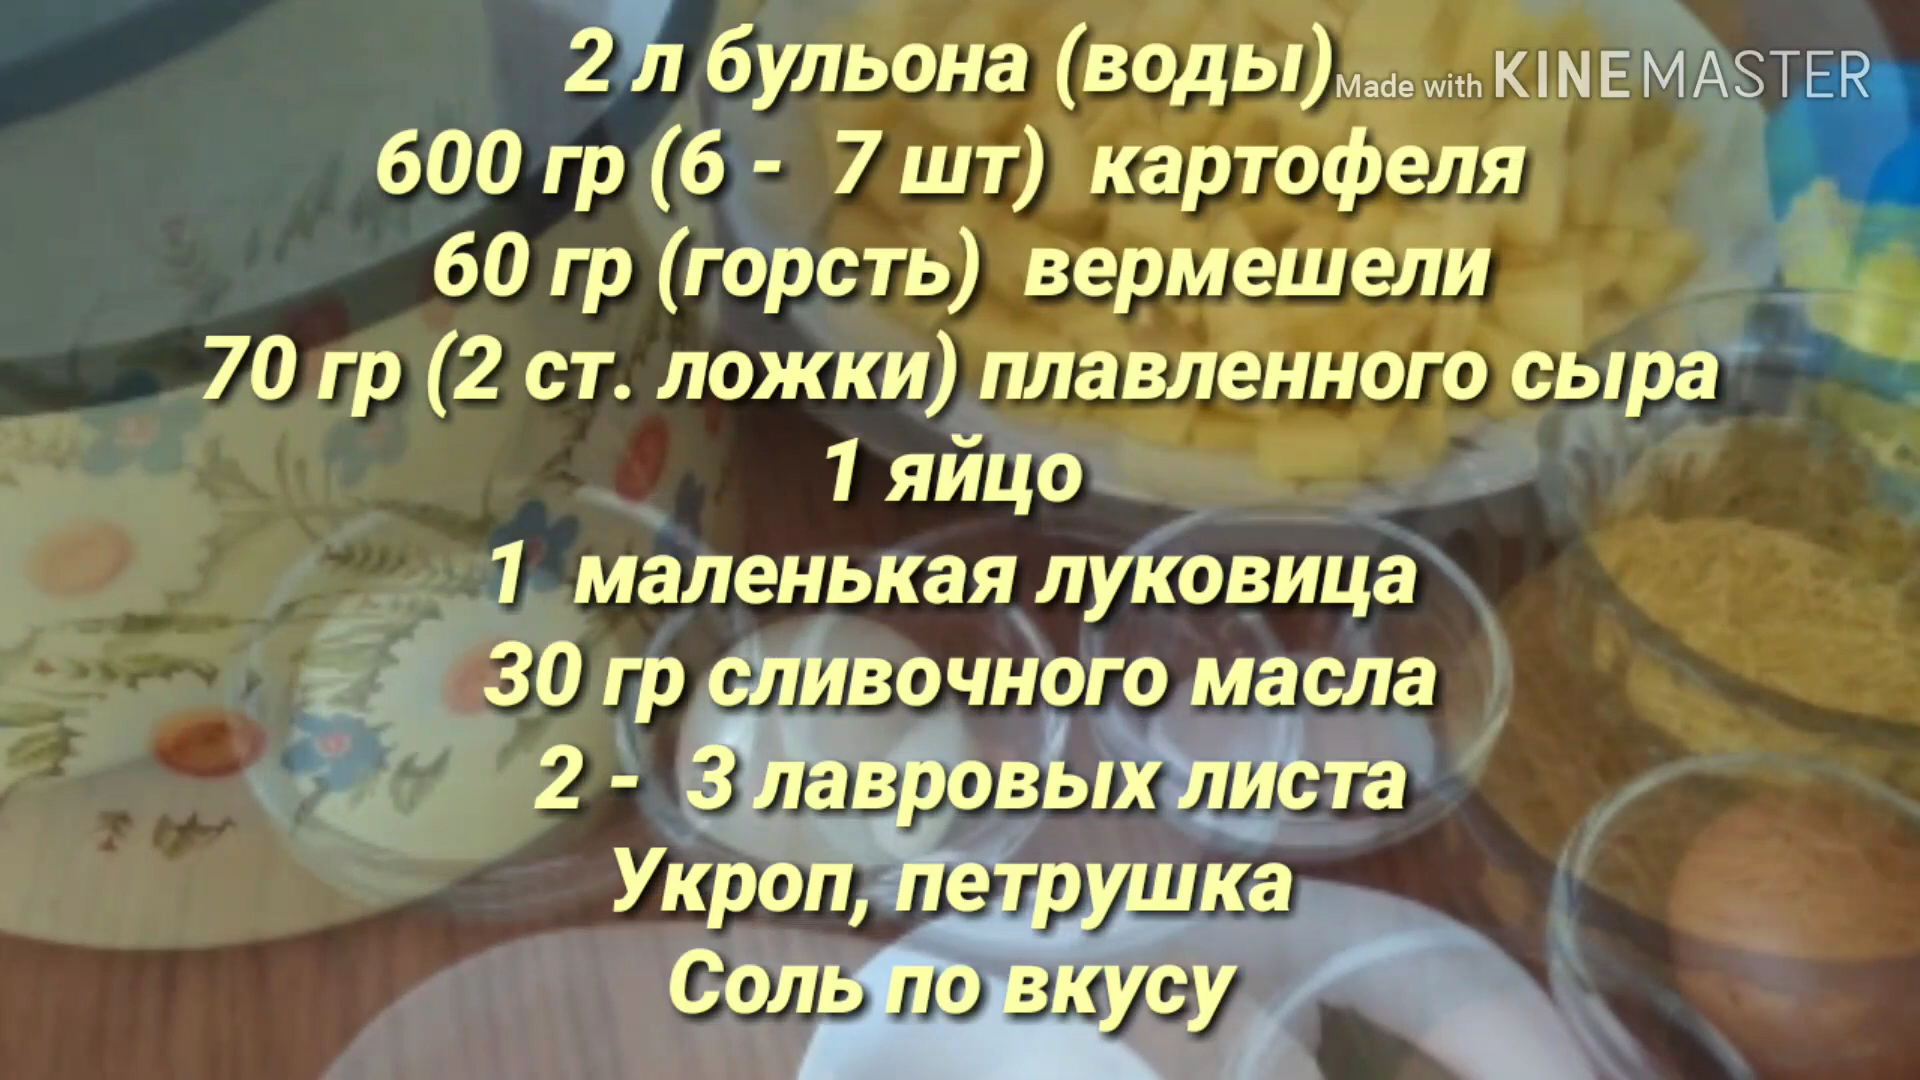 2 л бульона (воды)
Made with KINEMASTER
600 гр (6 - 7 шт) картофеля
60 гр (горсть) вермешели
70 гр (2 ст. ложки) плавленного сыра
1 яйцо
1 маленькая луковица
30 гр сливочного масла
2 - 3 лавровых листа
Укроп, петрушка
Соль по вкусу